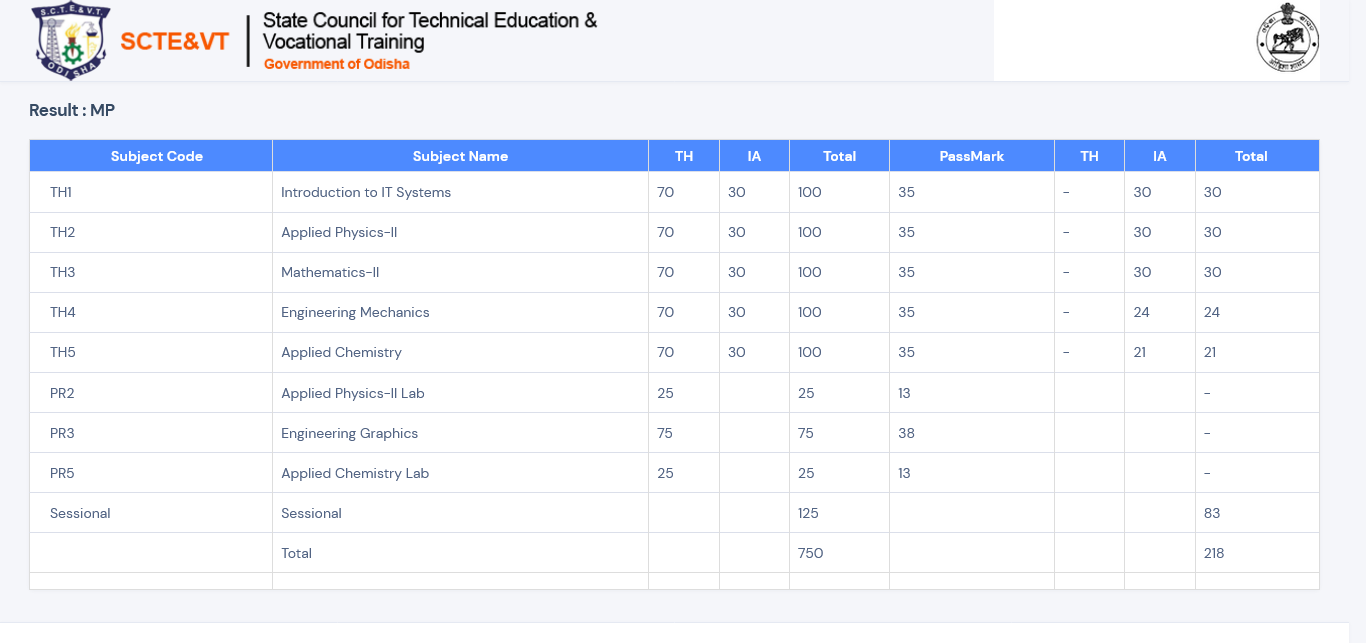 S.C.T.E.&V.T.
ODISHA
SCTE&VT
State Council for Technical Education &
Vocational Training
Government of Odisha
Result : MP
Subject Code Subject Name TH IA Total PassMark TH IA Total
TH1 Introduction to IT Systems 70 30 100 35 - 30 30
TH2 Applied Physics-II 70 30 100 35 - 30 30
TH3 Mathematics-II 70 30 100 35 - 30 30
TH4 Engineering Mechanics 70 30 100 35 - 24 24
TH5 Applied Chemistry 70 30 100 35 - 21 21
PR2 Applied Physics-II Lab 25 25 13 -
PR3 Engineering Graphics 75 75 38 -
PR5 Applied Chemistry Lab 25 25 13 -
Sessional Sessional 125 83
Total 750 218